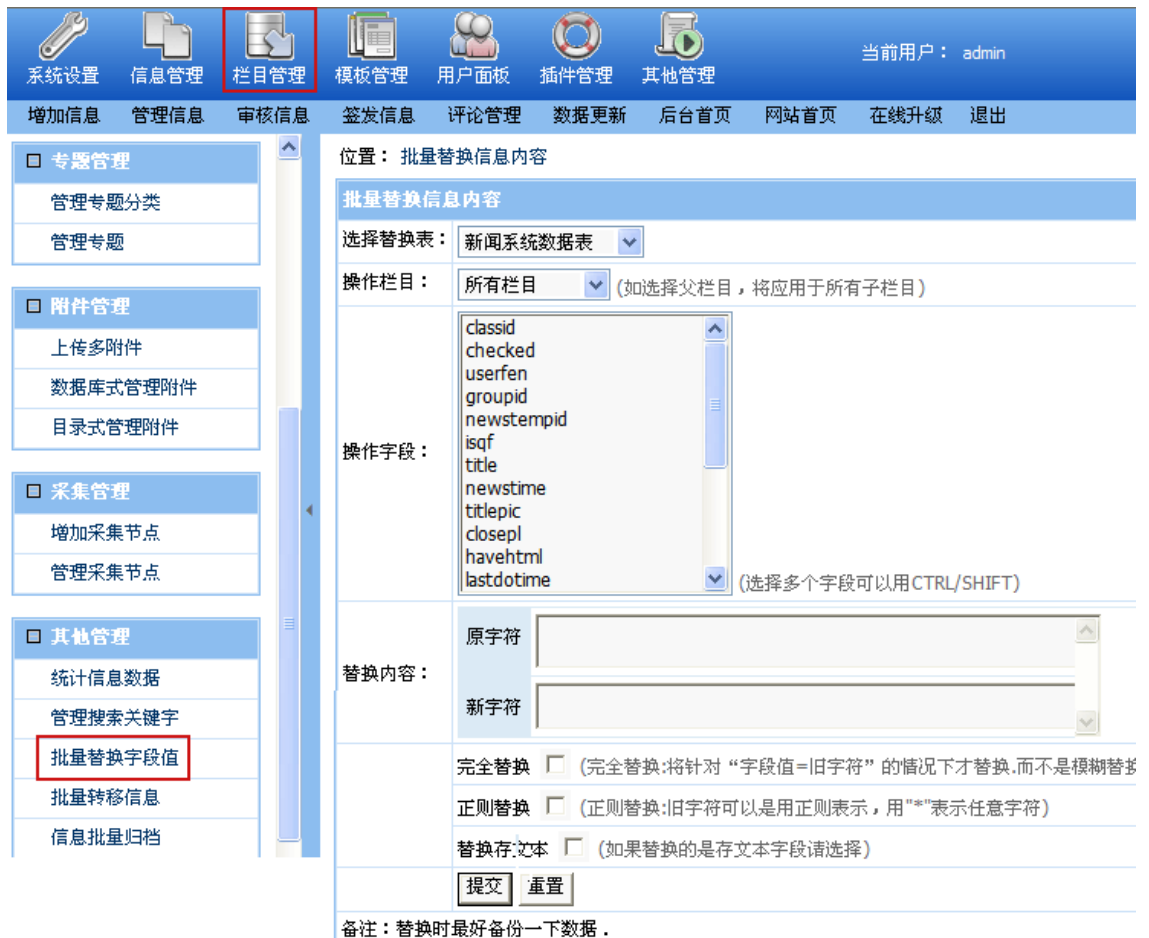 系统设置 信息管理 栏目管理 模板管理 用户面板 插件管理 其他管理 当前用户： admin
增加信息 管理信息 审核信息 签发信息 评论管理 数据更新 后台首页 网站首页 在线升级 退出
专题管理
管理专题分类
管理专题
附件管理
上传多附件
数据库式管理附件
目录式管理附件
采集管理
增加采集节点
管理采集节点
其他管理
统计信息数据
管理搜索关键字
批量替换字段值
批量转移信息
信息批量归档
位置： 批量替换信息内容
批量替换信息内容
选择替换表： 新闻系统数据表
操作栏目： 所有栏目 (如选择父栏目，将应用于所有子栏目)
操作字段：
classid
checked
userfen
groupid
newstempid
isqf
title
newstime
titlepic
closepl
havehtml
lastdotime
(选择多个字段可以用CTRL/SHIFT)
替换内容：
原字符
新字符
完全替换 (完全替换:将针对“字段值=旧字符”的情况下才替换.而不是模糊替换
正则替换 (正则替换:旧字符可以是用正则表示，用"*"表示任意字符)
替换存文本 (如果替换的是存文本字段请选择)
提交 重置
备注：替换时最好备份一下数据．